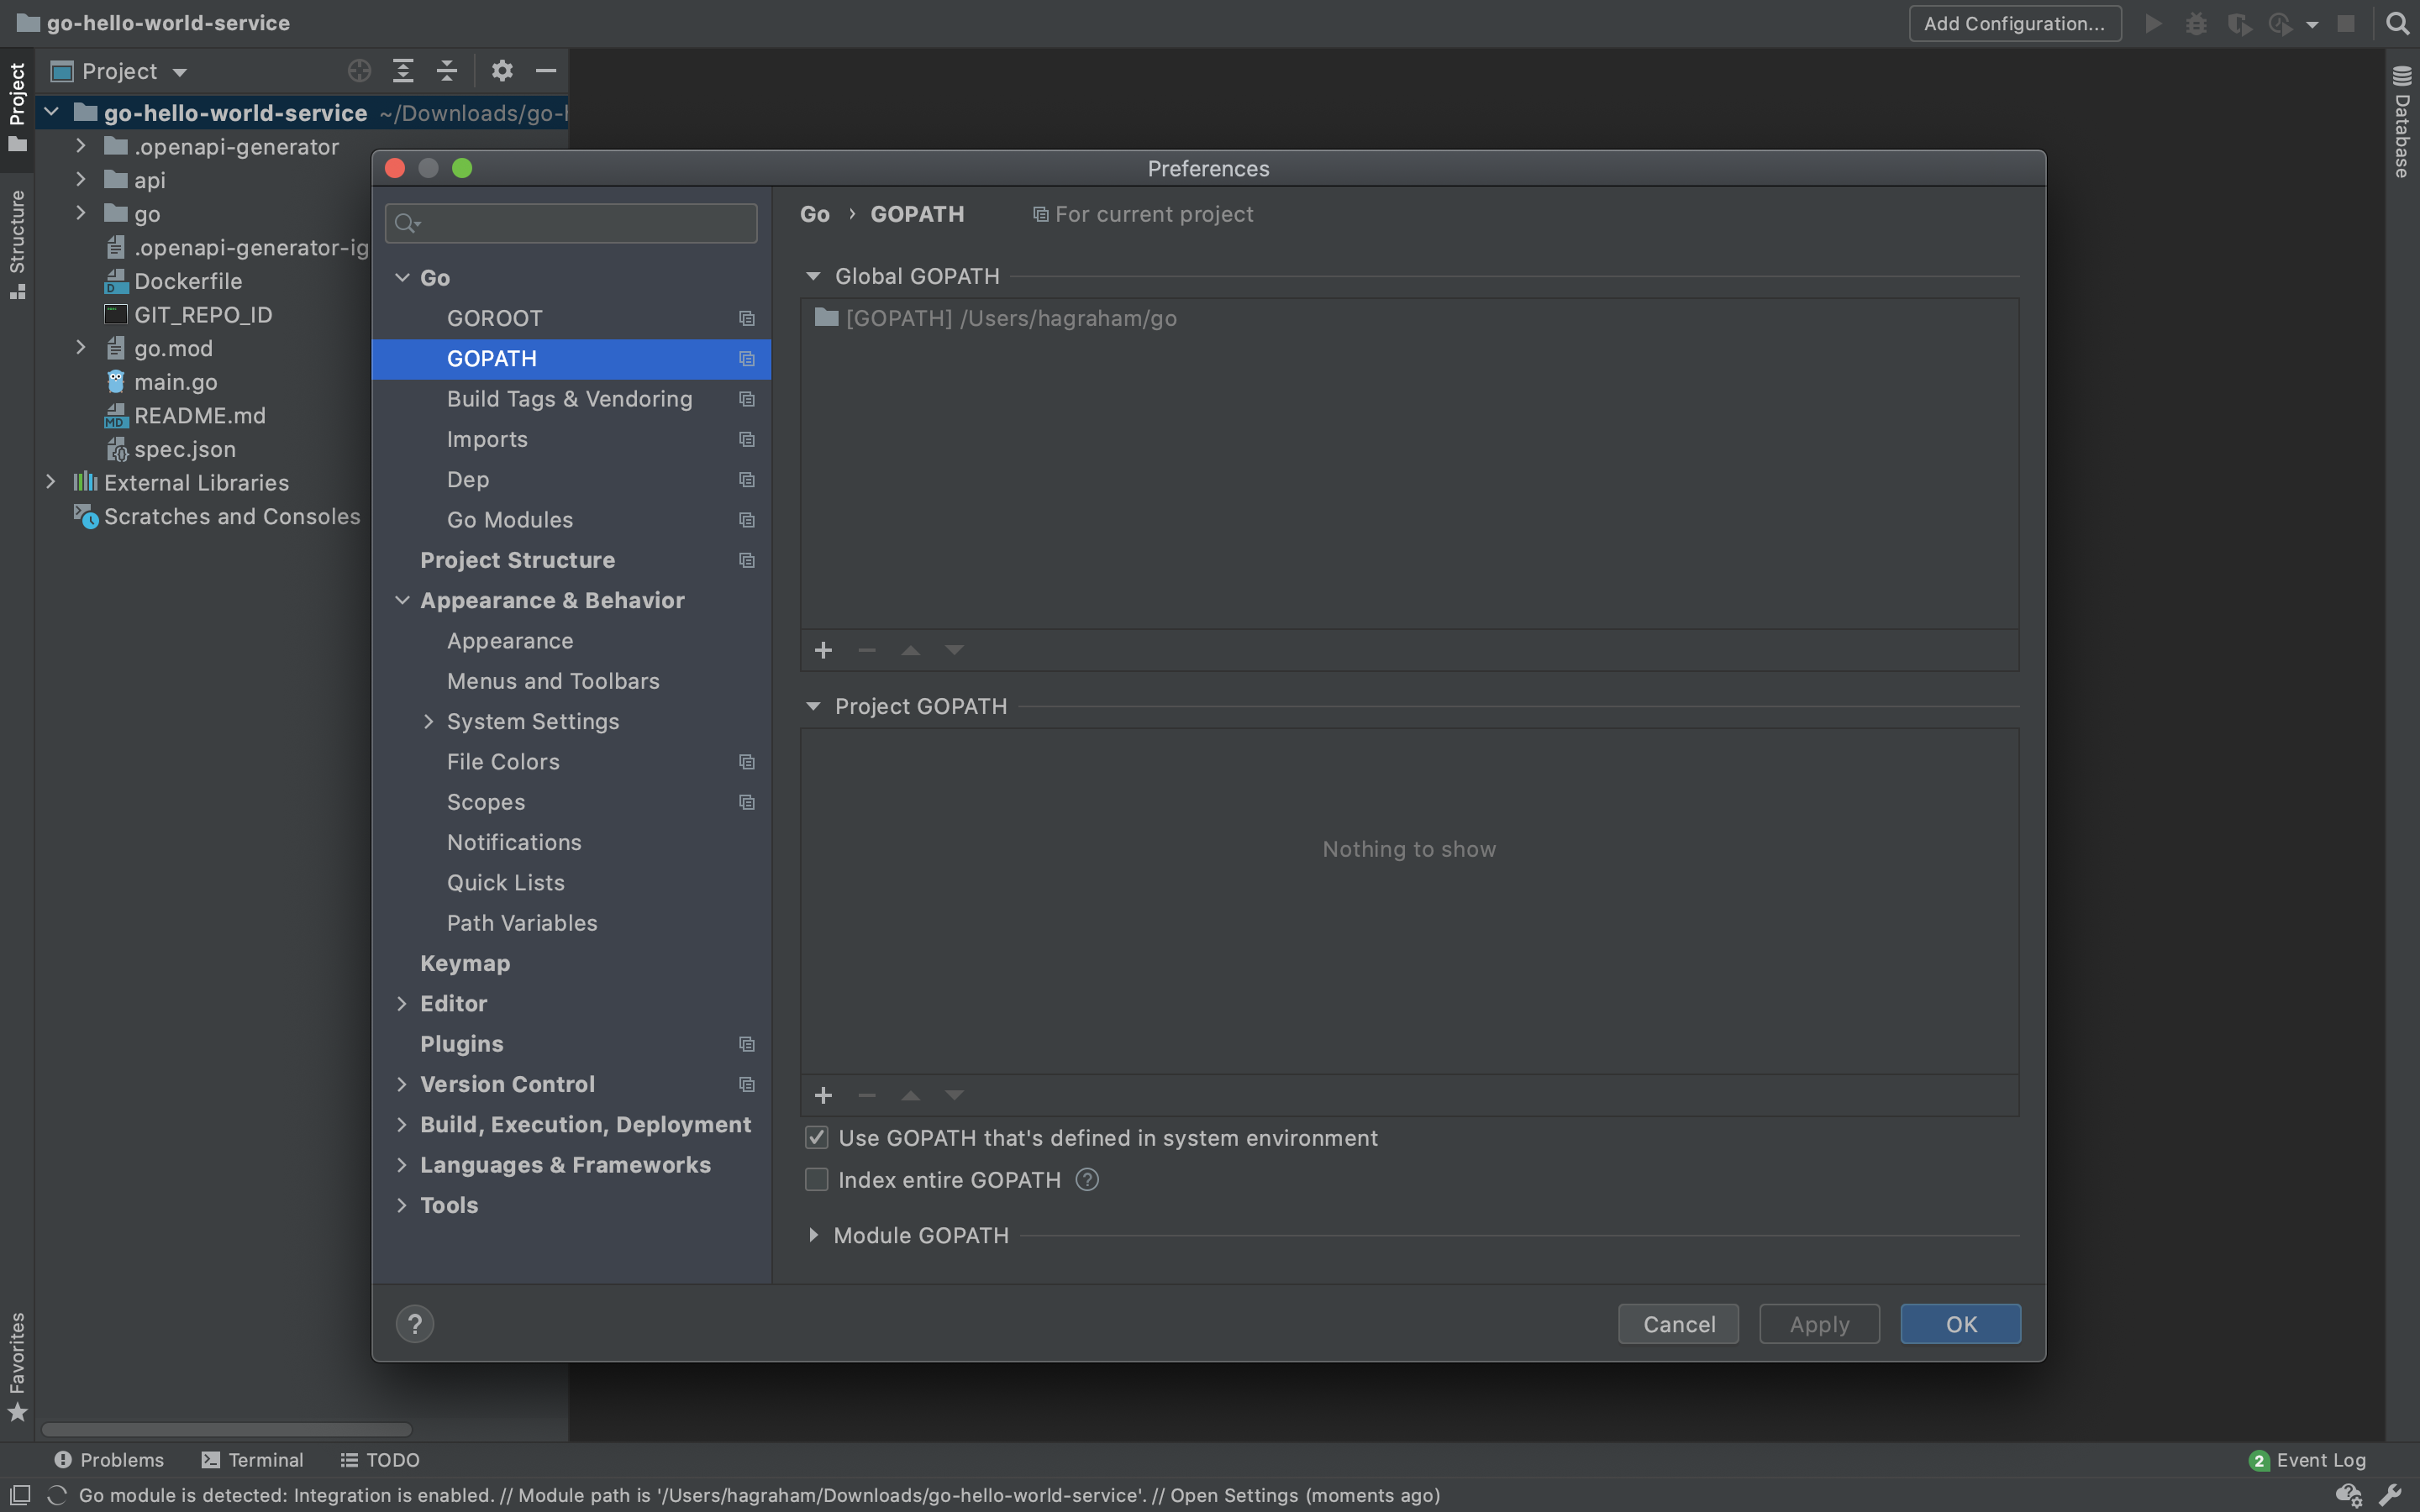 go-hello-world-service
Add Configuration...
Project
Project
Structure
Favorites
Database
go-hello-world-service ~/Downloads/go-h
.openapi-generator
api
go
.openapi-generator-ig
Dockerfile
GIT_REPO_ID
go.mod
main.go
README.md
spec.json
External Libraries
Scratches and Consoles
Preferences
Go
GOROOT
GOPATH
Build Tags & Vendoring
Imports
Dep
Go Modules
Project Structure
Appearance & Behavior
Appearance
Menus and Toolbars
System Settings
File Colors
Scopes
Notifications
Quick Lists
Path Variables
Keymap
Editor
Plugins
Version Control
Build, Execution, Deployment
Languages & Frameworks
Tools
Go › GOPATH For current project
Global GOPATH
[GOPATH] /Users/hagraham/go
Project GOPATH
Nothing to show
Use GOPATH that's defined in system environment
Index entire GOPATH ?
Module GOPATH
?
Cancel
Apply
OK
Problems
Terminal
TODO
2 Event Log
Go module is detected: Integration is enabled. // Module path is '/Users/hagraham/Downloads/go-hello-world-service'. // Open Settings (moments ago)